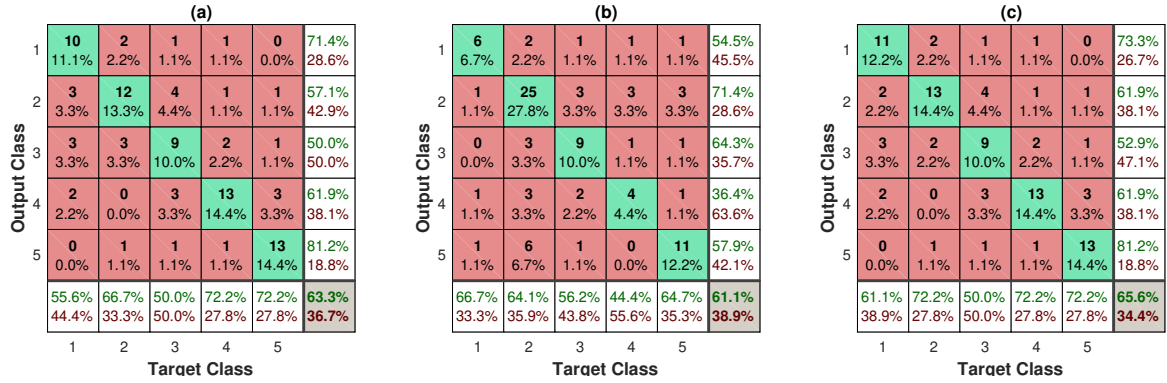 (a)
10 2 1 1 0 71.4%
1
11.1% 2.2% 1.1% 1.1% 0.0% 28.6%
3 12 4 1 1 57.1%
2
3.3% 13.3% 4.4% 1.1% 1.1% 42.9%
3 3 9 2 1 50.0%
3
3.3% 3.3% 10.0% 2.2% 1.1% 50.0%
2 0 3 13 3 61.9%
4
2.2% 0.0% 3.3% 14.4% 3.3% 38.1%
0 1 1 1 13 81.2%
5
0.0% 1.1% 1.1% 1.1% 14.4% 18.8%
55.6% 66.7% 50.0% 72.2% 72.2% 63.3%
44.4% 33.3% 50.0% 27.8% 27.8% 36.7%
1 2 3 4 5
Target Class
Output Class
(b)
6 2 1 1 1 54.5%
1
6.7% 2.2% 1.1% 1.1% 1.1% 45.5%
1 25 3 3 3 71.4%
2
1.1% 27.8% 3.3% 3.3% 3.3% 28.6%
0 3 9 1 1 64.3%
3
0.0% 3.3% 10.0% 1.1% 1.1% 35.7%
1 3 2 4 1 36.4%
4
1.1% 3.3% 2.2% 4.4% 1.1% 63.6%
1 6 1 0 11 57.9%
5
1.1% 6.7% 1.1% 0.0% 12.2% 42.1%
66.7% 64.1% 56.2% 44.4% 64.7% 61.1%
33.3% 35.9% 43.8% 55.6% 35.3% 38.9%
1 2 3 4 5
Target Class
Output Class
(c)
11 2 1 1 0 73.3%
1
12.2% 2.2% 1.1% 1.1% 0.0% 26.7%
2 13 4 1 1 61.9%
2
2.2% 14.4% 4.4% 1.1% 1.1% 38.1%
3 2 9 2 1 52.9%
3
3.3% 2.2% 10.0% 2.2% 1.1% 47.1%
2 0 3 13 3 61.9%
4
2.2% 0.0% 3.3% 14.4% 3.3% 38.1%
0 1 1 1 13 81.2%
5
0.0% 1.1% 1.1% 1.1% 14.4% 18.8%
61.1% 72.2% 50.0% 72.2% 72.2% 65.6%
38.9% 27.8% 50.0% 27.8% 27.8% 34.4%
1 2 3 4 5
Target Class
Output Class